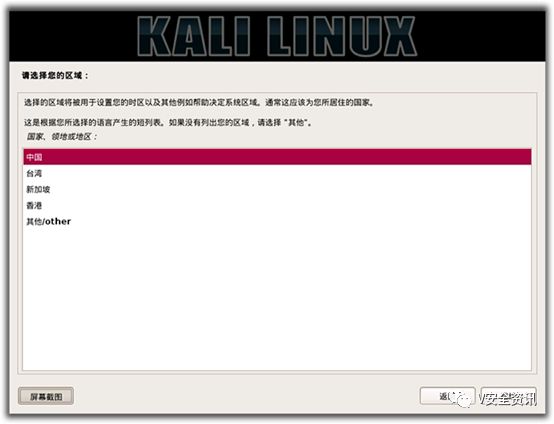 KALI LINUX
请选择您的区域：
选择的区域将被用于设置您的时区以及其他例如帮助决定系统区域。通常这应该为您所居住的国家。
这是根据您所选择的语言产生的短列表。如果没有列出您的区域，请选择 "其他"。
国家、领地或地区：
中国
台湾
新加坡
香港
其他/other
屏幕截图
返
V安全资讯